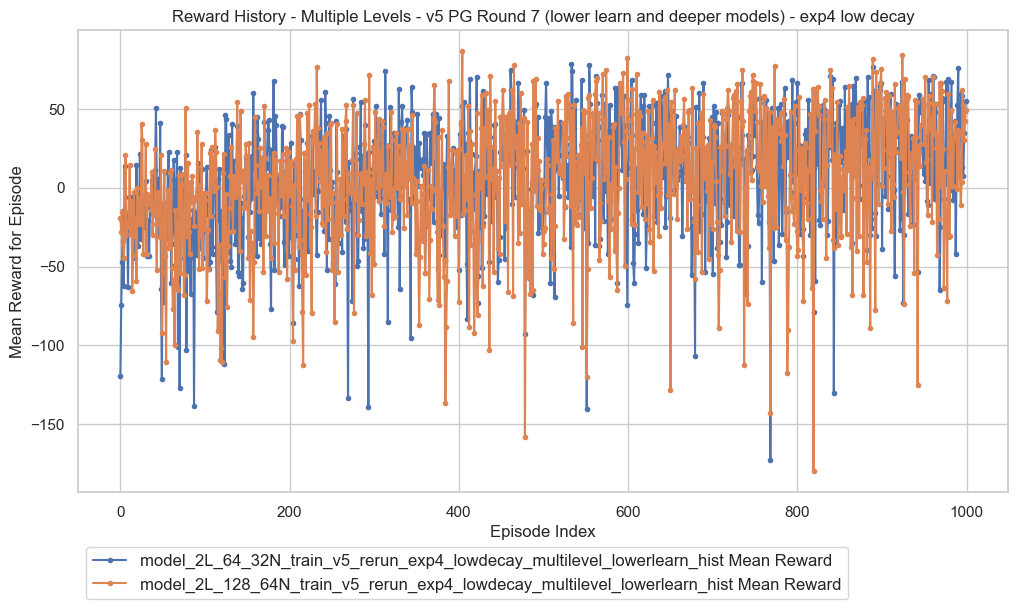 Reward History - Multiple Levels - v5 PG Round 7 (lower learn and deeper models) - exp4 low decay
Mean Reward for Episode
50
0
−50
−100
−150
0 200 400 600 800 1000
Episode Index
model_2L_64_32N_train_v5_rerun_exp4_lowdecay_multilevel_lowerlearn_hist Mean Reward
model_2L_128_64N_train_v5_rerun_exp4_lowdecay_multilevel_lowerlearn_hist Mean Reward